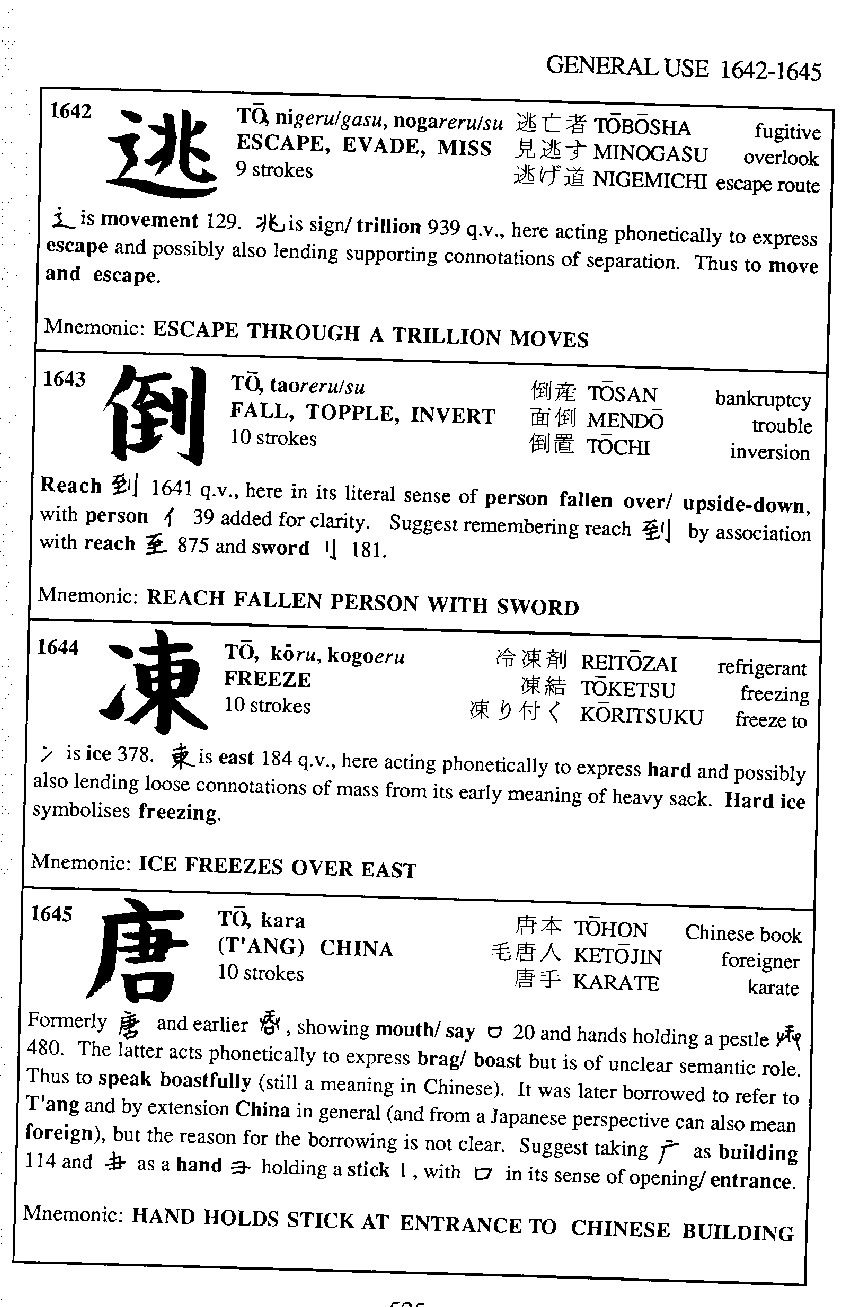 GENERAL USE 1642-1645
1642 逃 TŌ, nigeru/gasu, nogareru/su 逃亡者 TŌBŌSHA fugitive
ESCAPE, EVADE, MISS 見逃す MINOGASU overlook
9 strokes 逃げ道 NIGEMICHI escape route
辶 is movement 129. 兆 is sign/ trillion 939 q.v., here acting phonetically to express
escape and possibly also lending supporting connotations of separation. Thus to move
and escape.
Mnemonic: ESCAPE THROUGH A TRILLION MOVES
1643 倒 TŌ, taoreru/su 倒産 TŌSAN bankruptcy
FALL, TOPPLE, INVERT 面倒 MENDŌ trouble
10 strokes 倒置 TŌCHI inversion
Reach 到 1641 q.v., here in its literal sense of person fallen over/ upside-down,
with person 亻 39 added for clarity. Suggest remembering reach 到 by association
with reach 至 875 and sword 刂 181.
Mnemonic: REACH FALLEN PERSON WITH SWORD
1644 凍 TŌ, kōru, kogoeru 冷凍剤 REITŌZAI refrigerant
FREEZE 凍結 TŌKETSU freezing
10 strokes 凍り付く KŌRITSUKU freeze to
冫 is ice 378. 東 is east 184 q.v., here acting phonetically to express hard and possibly
also lending loose connotations of mass from its early meaning of heavy sack. Hard ice
symbolises freezing.
Mnemonic: ICE FREEZES OVER EAST
1645 唐 TŌ, kara 唐本 TŌHON Chinese book
(T'ANG) CHINA 毛唐人 KETŌJIN foreigner
10 strokes 唐手 KARATE karate
Formerly and earlier , showing mouth/ say 口 20 and hands holding a pestle
480. The latter acts phonetically to express brag/ boast but is of unclear semantic role.
Thus to speak boastfully (still a meaning in Chinese). It was later borrowed to refer to
T'ang and by extension China in general (and from a Japanese perspective can also mean
foreign), but the reason for the borrowing is not clear. Suggest taking 广 as building
114 and as a hand ヨ holding a stick 丨, with 口 in its sense of opening/ entrance.
Mnemonic: HAND HOLDS STICK AT ENTRANCE TO CHINESE BUILDING